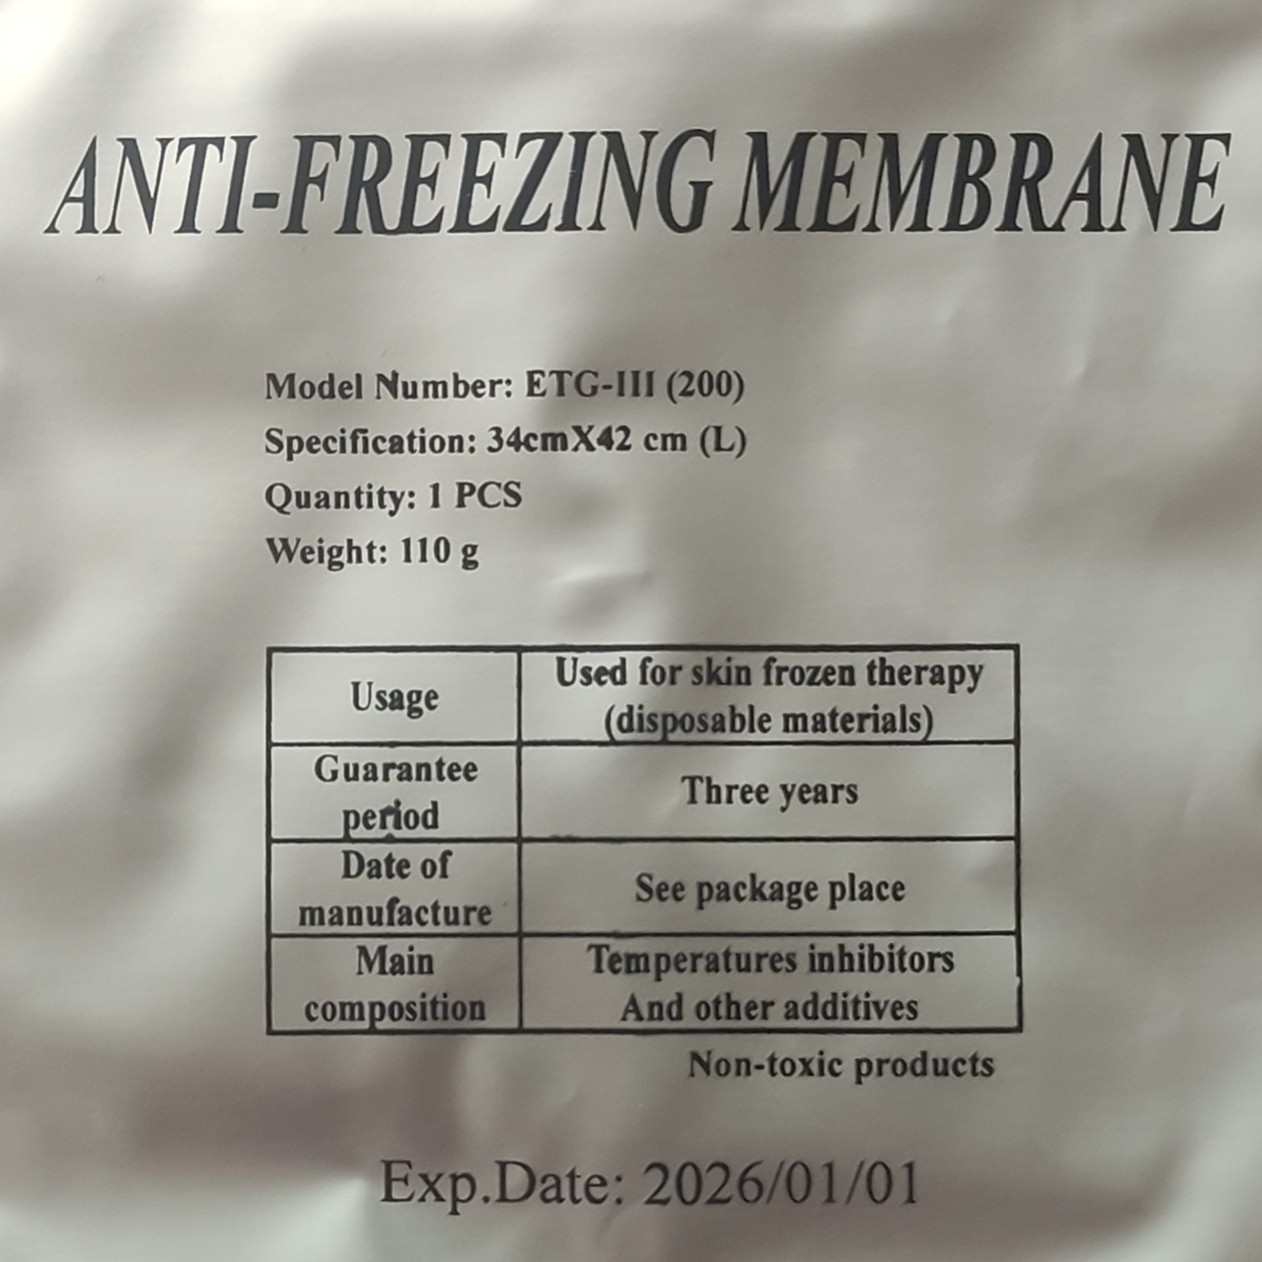 ANTI-FREEZING MEMBRANE
Model Number: ETG-III (200)
Specification: 34cmX42 cm (L)
Quantity: 1 PCS
Weight: 110 g
Usage
Used for skin frozen therapy
(disposable materials)
Guarantee
period
Three years
Date of
manufacture
See package place
Main
composition
Temperatures inhibitors
And other additives
Non-toxic products
Exp.Date: 2026/01/01